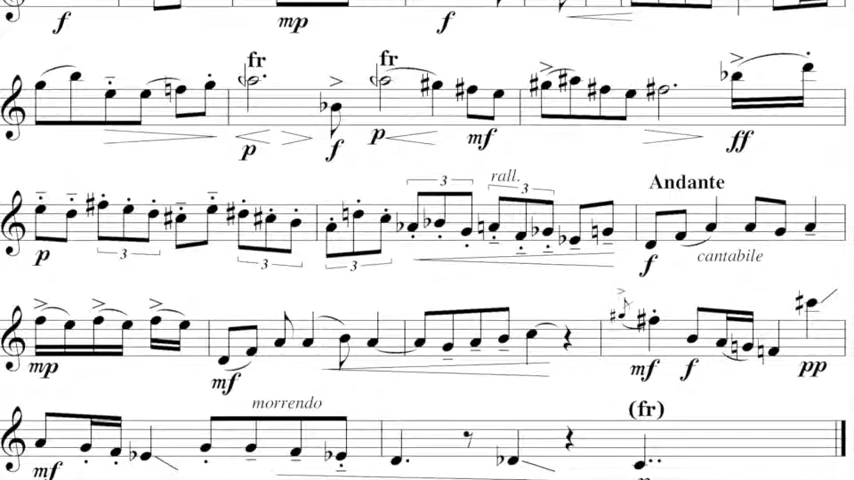 f mp f
fr fr
p f p mf ff
3 rall. 3 Andante
p 3 3 3 f cantabile
mp mf mf f pp
morrendo (fr)
mf